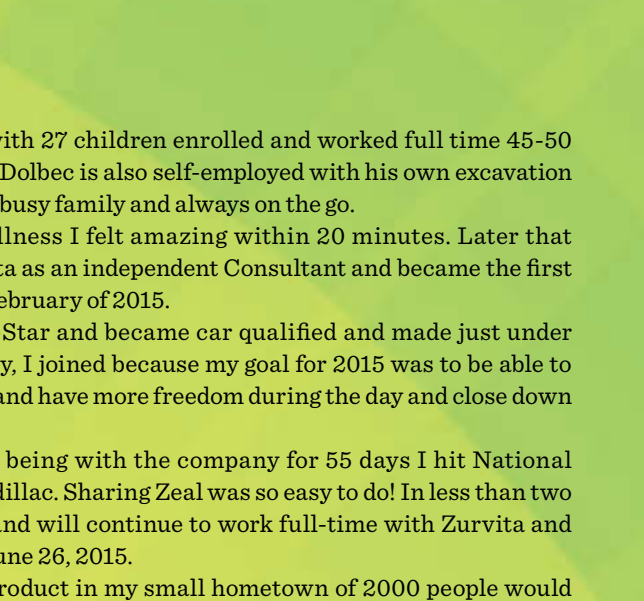 with 27 children enrolled and worked full time 45-50
Dolbec is also self-employed with his own excavation
busy family and always on the go.
llness I felt amazing within 20 minutes. Later that
ta as an independent Consultant and became the first
ebruary of 2015.
Star and became car qualified and made just under
y, I joined because my goal for 2015 was to be able to
and have more freedom during the day and close down
being with the company for 55 days I hit National
dillac. Sharing Zeal was so easy to do! In less than two
and will continue to work full-time with Zurvita and
une 26, 2015.
roduct in my small hometown of 2000 people would